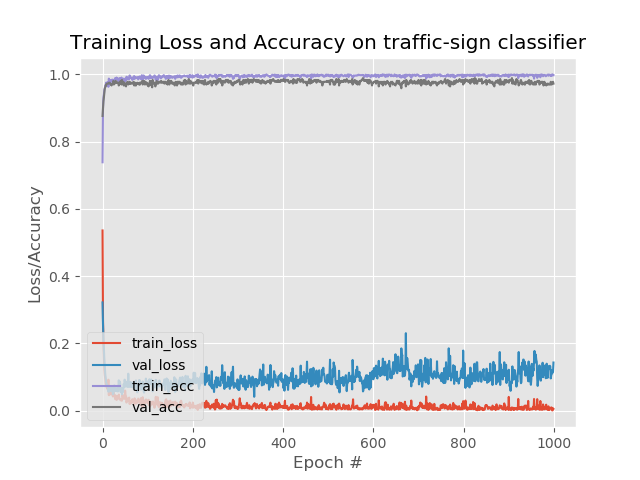 Training Loss and Accuracy on traffic-sign classifier
1.0
0.8
0.6
0.4
0.2
0.0
Loss/Accuracy
train_loss
val_loss
train_acc
val_acc
0
200
400
600
800
1000
Epoch #